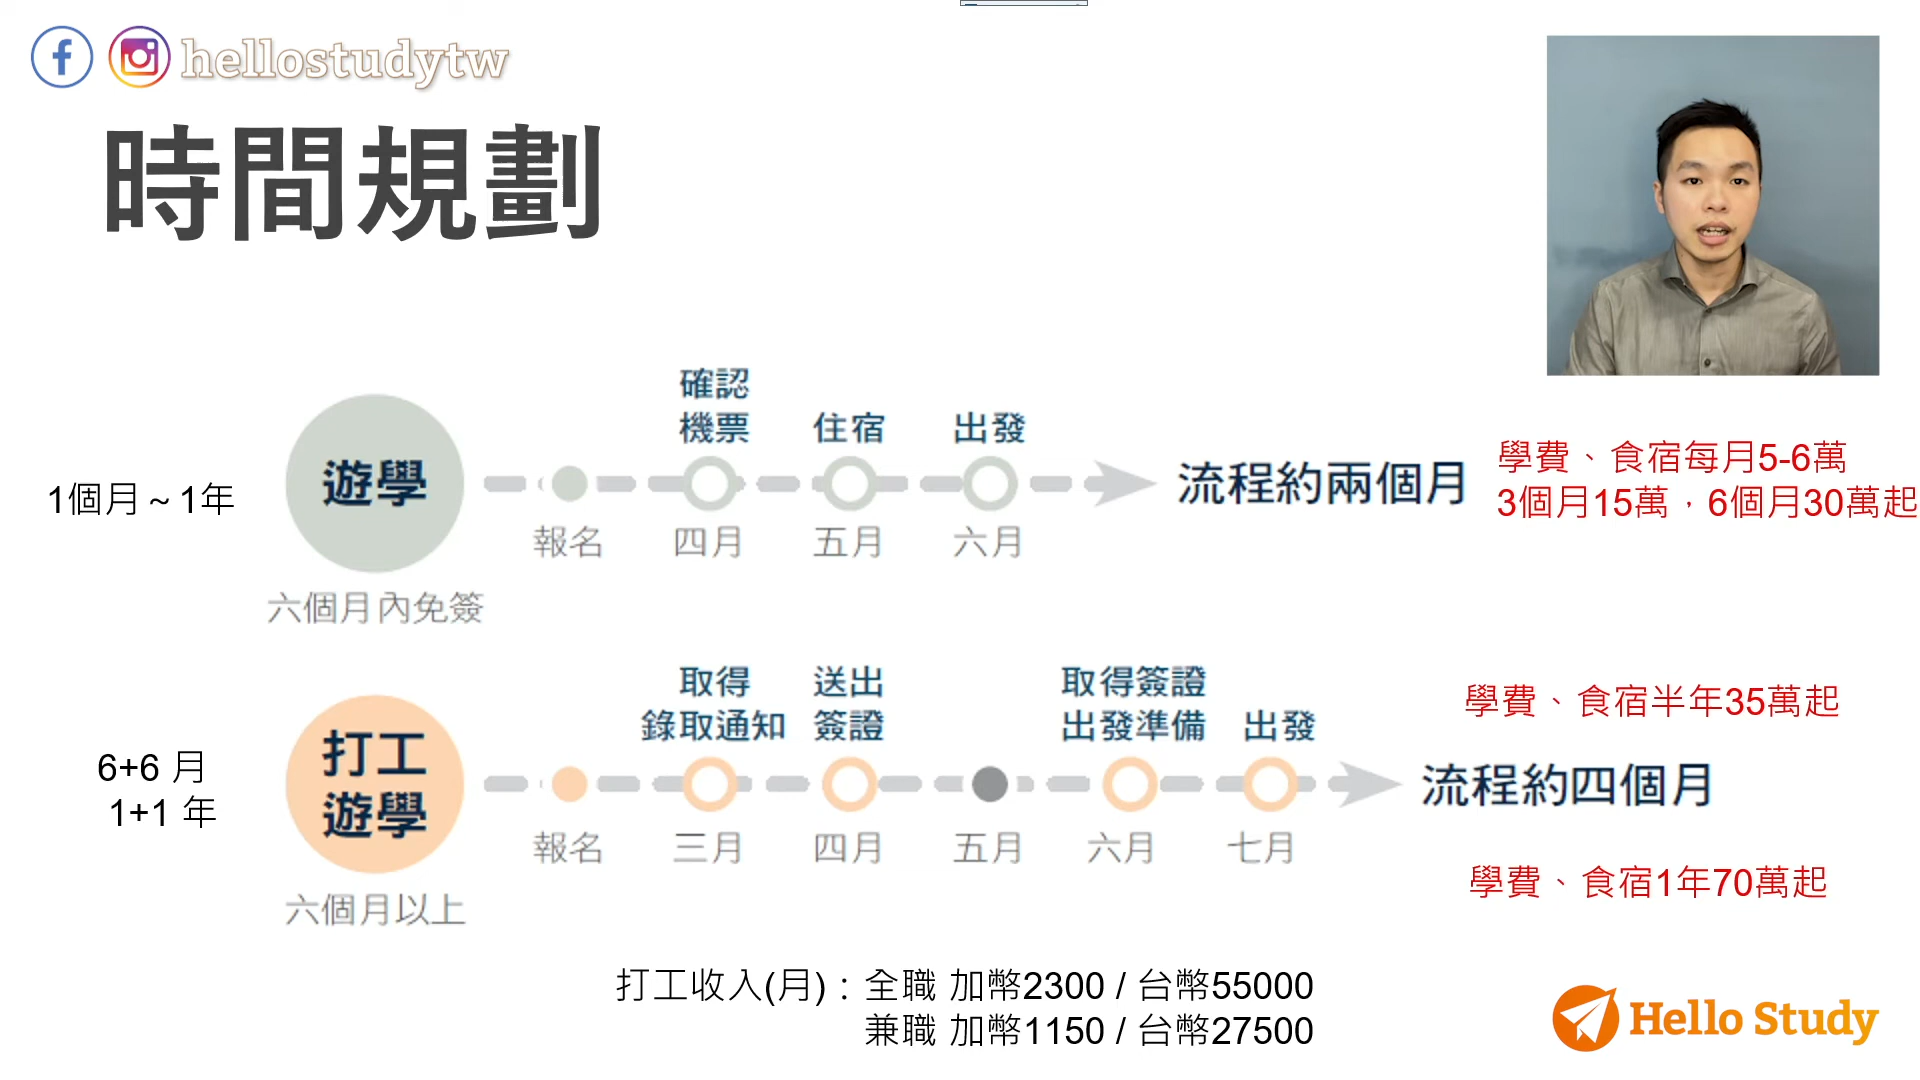 hellostudytw
時間規劃
確認
機票
住宿
出發
1個月～1年
遊學
流程約兩個月
學費、食宿每月5-6萬
3個月15萬，6個月30萬起
報名
四月
五月
六月
六個月內免簽
取得
錄取通知
送出
簽證
取得簽證
出發準備
出發
學費、食宿半年35萬起
6+6 月
1+1 年
打工
遊學
流程約四個月
報名
三月
四月
五月
六月
七月
六個月以上
學費、食宿1年70萬起
打工收入(月)：全職 加幣2300 / 台幣55000
兼職 加幣1150 / 台幣27500
Hello Study